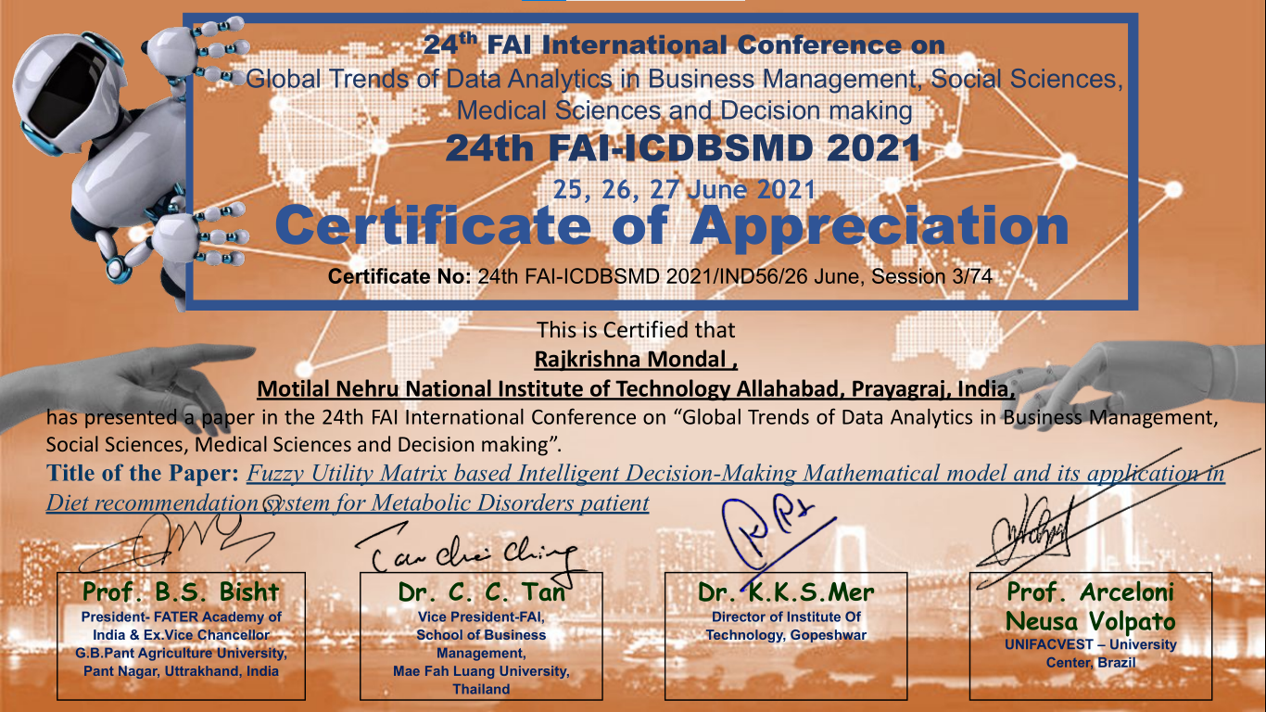 24th FAI International Conference on
Global Trends of Data Analytics in Business Management, Social Sciences,
Medical Sciences and Decision making
24th FAI-ICDBSMD 2021
25, 26, 27 June 2021
Certificate of Appreciation
Certificate No: 24th FAI-ICDBSMD 2021/IND56/26 June, Session 3/74
This is Certified that
Rajkrishna Mondal ,
Motilal Nehru National Institute of Technology Allahabad, Prayagraj, India,
has presented a paper in the 24th FAI International Conference on “Global Trends of Data Analytics in Business Management,
Social Sciences, Medical Sciences and Decision making”.
Title of the Paper: Fuzzy Utility Matrix based Intelligent Decision-Making Mathematical model and its application in
Diet recommendation system for Metabolic Disorders patient
Tan Chei Ching
Prof. B.S. Bisht
President- FATER Academy of
India & Ex.Vice Chancellor
G.B.Pant Agriculture University,
Pant Nagar, Uttrakhand, India
Dr. C. C. Tan
Vice President-FAI,
School of Business
Management,
Mae Fah Luang University,
Thailand
Dr. K.K.S.Mer
Director of Institute Of
Technology, Gopeshwar
Prof. Arceloni
Neusa Volpato
UNIFACVEST – University
Center, Brazil